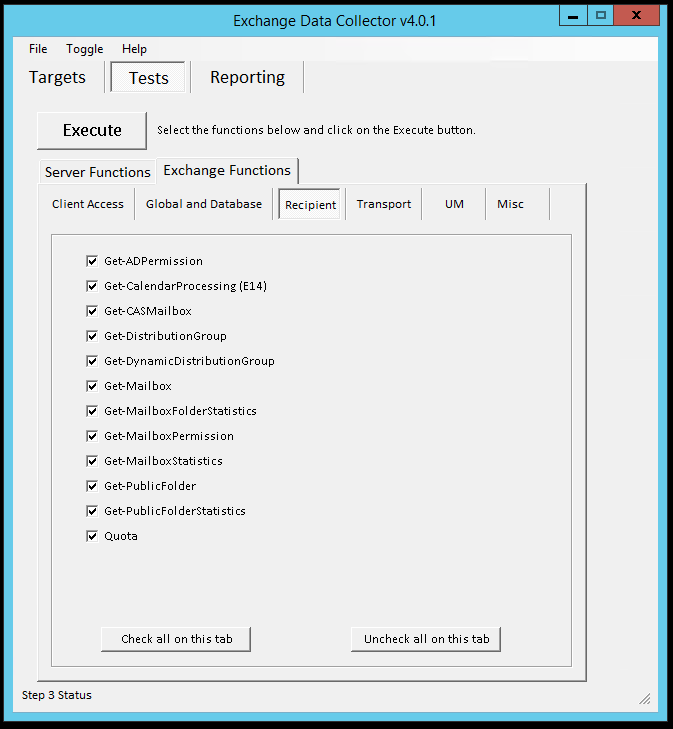 Exchange Data Collector v4.0.1
File Toggle Help
Targets Tests Reporting
Execute Select the functions below and click on the Execute button.
Server Functions Exchange Functions
Client Access Global and Database Recipient Transport UM Misc
Get-ADPermission
Get-CalendarProcessing (E14)
Get-CASMailbox
Get-DistributionGroup
Get-DynamicDistributionGroup
Get-Mailbox
Get-MailboxFolderStatistics
Get-MailboxPermission
Get-MailboxStatistics
Get-PublicFolder
Get-PublicFolderStatistics
Quota
Check all on this tab Uncheck all on this tab
Step 3 Status